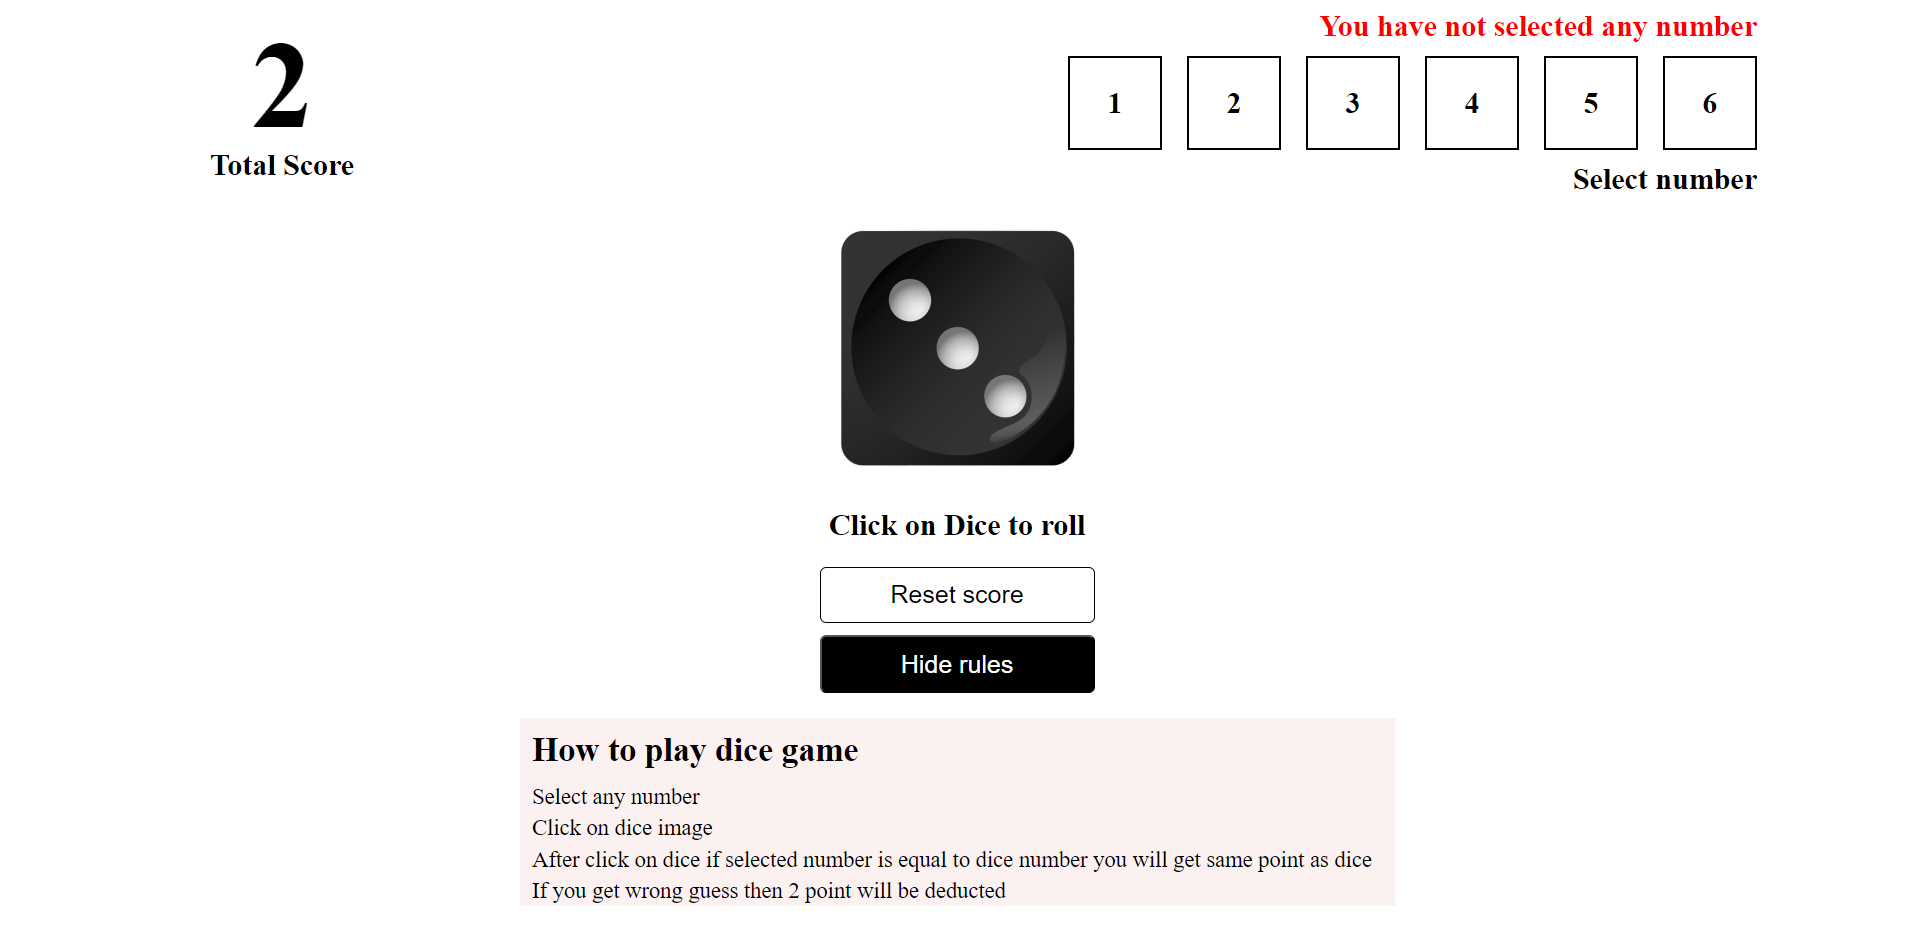 2
Total Score
You have not selected any number
1 2 3 4 5 6
Select number
Click on Dice to roll
Reset score
Hide rules
How to play dice game
Select any number
Click on dice image
After click on dice if selected number is equal to dice number you will get same point as dice
If you get wrong guess then 2 point will be deducted